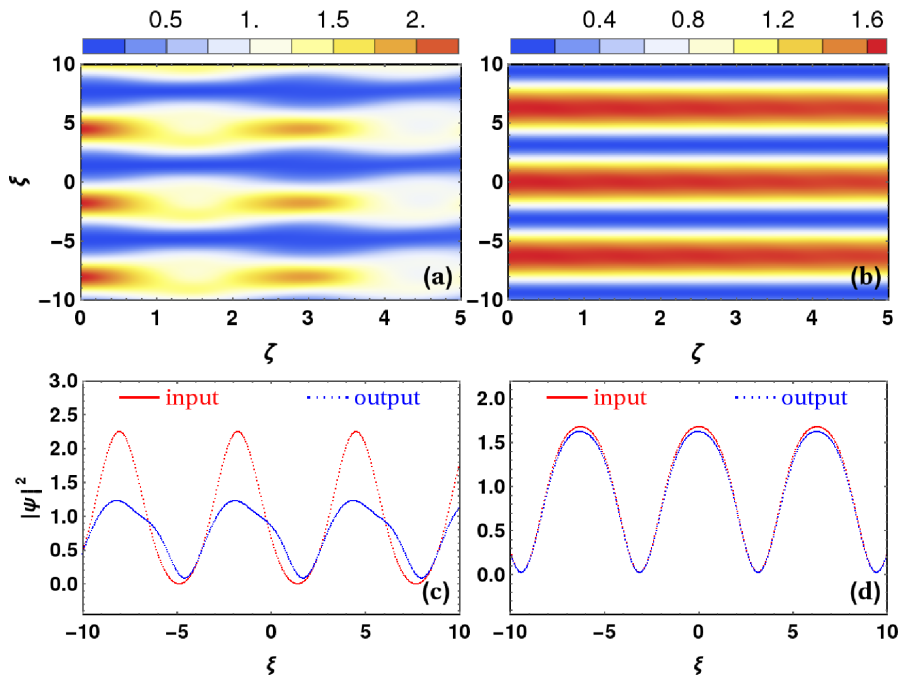 0.5 1. 1.5 2. 0.4 0.8 1.2 1.6
10 10
5 5
ξ 0 0
−5 −5
−10 (a) −10 (b)
0 1 2 3 4 5 0 1 2 3 4 5
ζ ζ
3.0 input output 2.0 input output
2.5
2.0 1.5
|ψ|² 1.5 1.0
1.0
0.5 0.5
0.0 (c) 0.0 (d)
−10 −5 0 5 10 −10 −5 0 5 10
ξ ξ